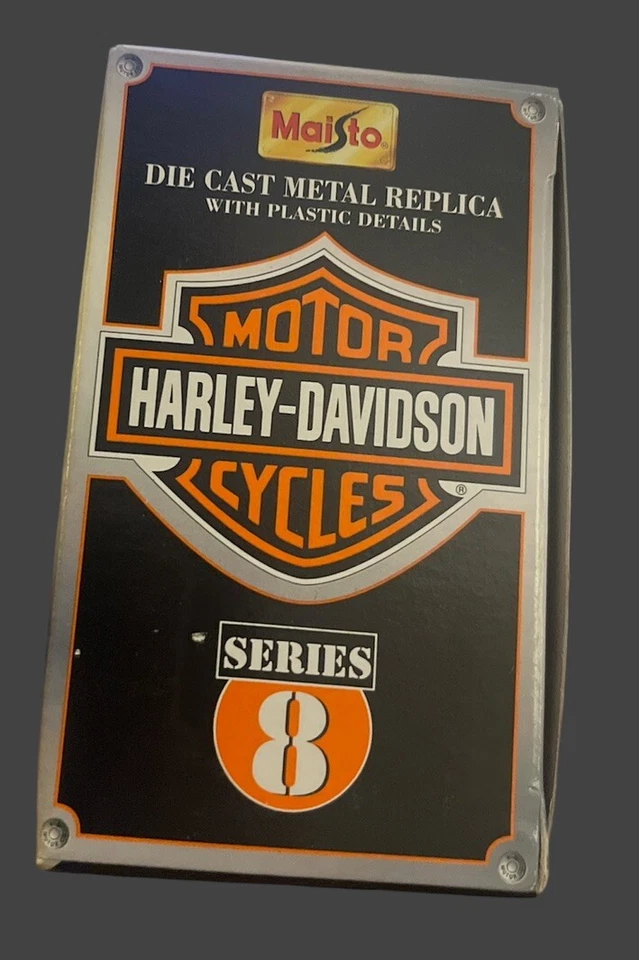 Maisto®
DIE CAST METAL REPLICA
WITH PLASTIC DETAILS
MOTOR
HARLEY-DAVIDSON
CYCLES
®
SERIES
8